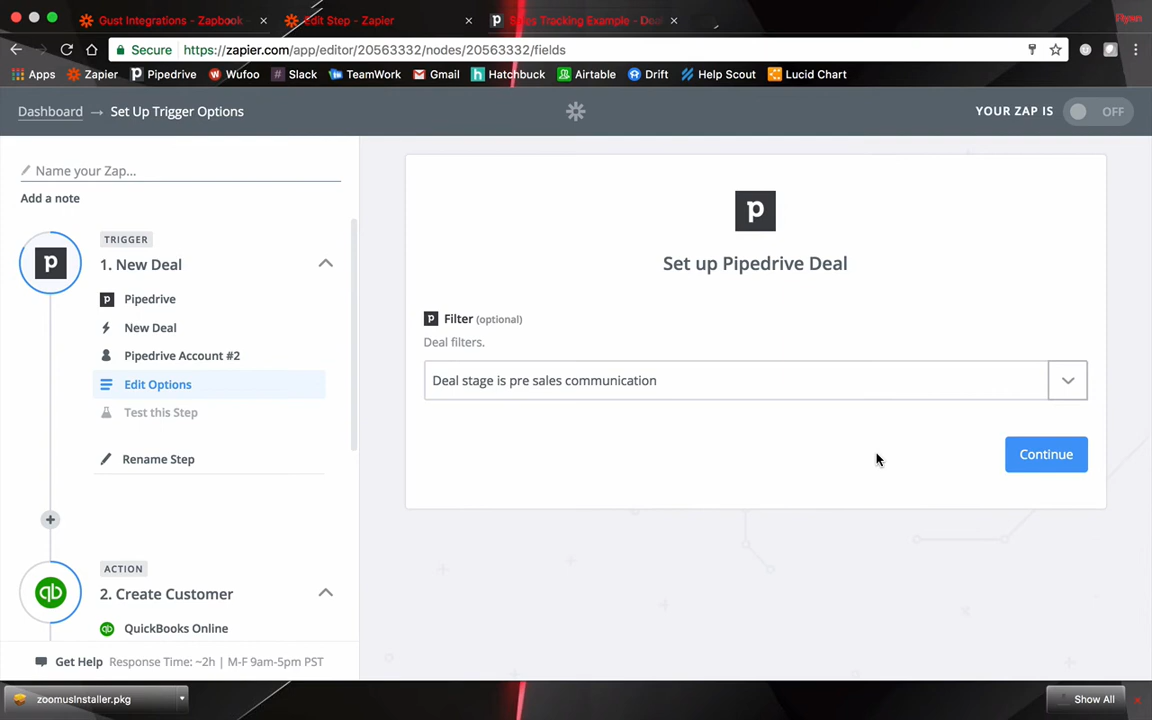 Gust Integrations - Zapbook
Edit Step - Zapier
Sales Tracking Example - Deal
Ryan
Secure https://zapier.com/app/editor/20563332/nodes/20563332/fields
Apps Zapier Pipedrive Wufoo Slack TeamWork Gmail Hatchbuck Airtable Drift Help Scout Lucid Chart
Dashboard → Set Up Trigger Options
YOUR ZAP IS OFF
Name your Zap...
Add a note
TRIGGER
1. New Deal
Pipedrive
New Deal
Pipedrive Account #2
Edit Options
Test this Step
Rename Step
ACTION
2. Create Customer
QuickBooks Online
Get Help Response Time: ~2h | M-F 9am-5pm PST
Set up Pipedrive Deal
Filter (optional)
Deal filters.
Deal stage is pre sales communication
Continue
zoomusInstaller.pkg
Show All